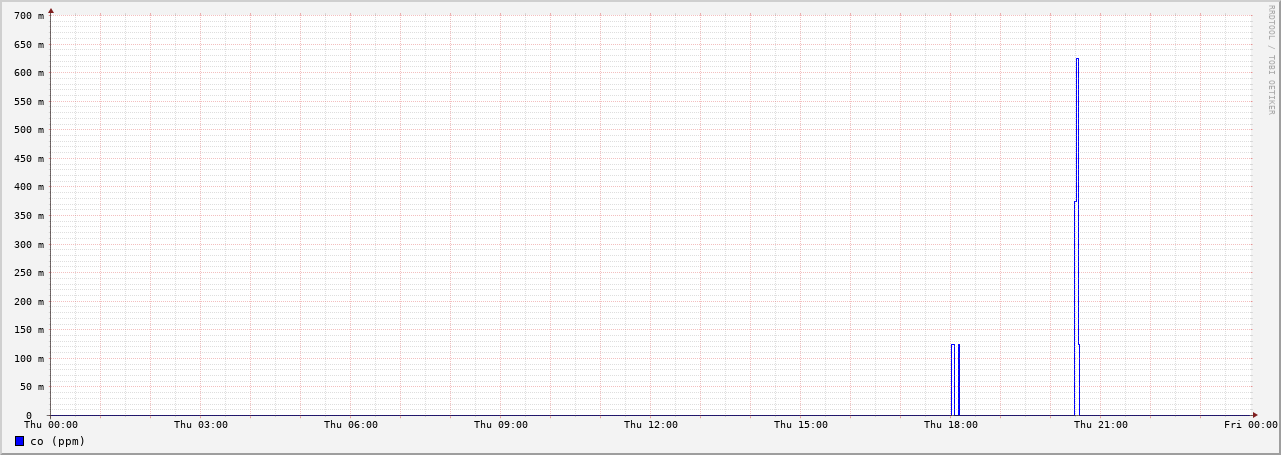 700 m
650 m
600 m
550 m
500 m
450 m
400 m
350 m
300 m
250 m
200 m
150 m
100 m
50 m
0
Thu 00:00 Thu 03:00 Thu 06:00 Thu 09:00 Thu 12:00 Thu 15:00 Thu 18:00 Thu 21:00 Fri 00:00
co (ppm)
RRDTOOL / TOBI OETIKER